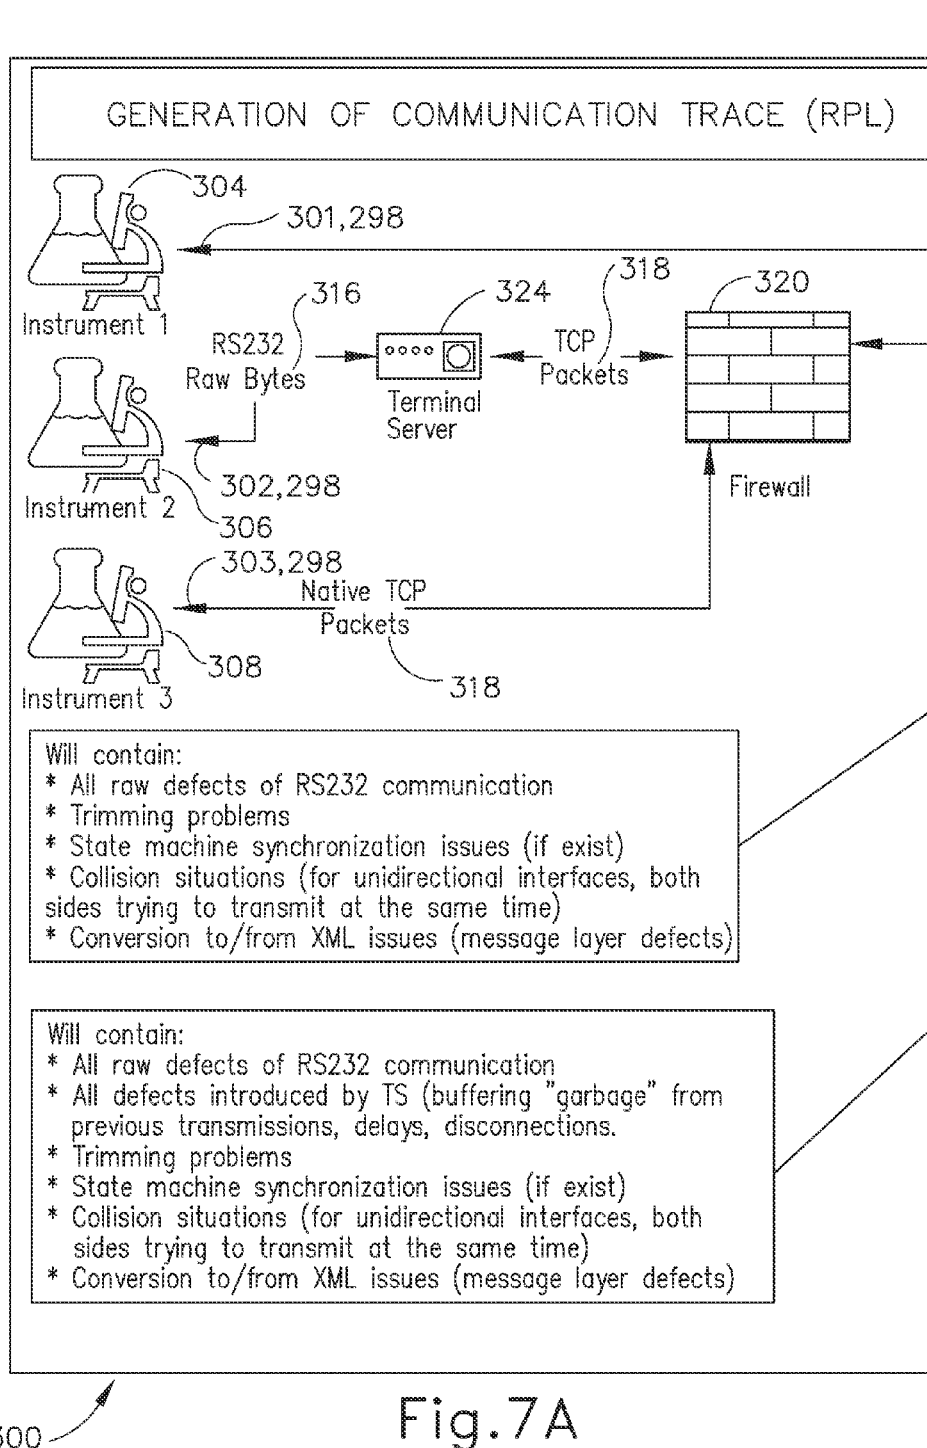 GENERATION OF COMMUNICATION TRACE (RPL)
304
301,298
Instrument 1
316
324
318
320
RS232
Raw Bytes
TCP
Packets
Terminal
Server
302,298
Firewall
Instrument 2
306
303,298
Native TCP
Packets
308
318
Instrument 3
Will contain:
* All raw defects of RS232 communication
* Trimming problems
* State machine synchronization issues (if exist)
* Collision situations (for unidirectional interfaces, both
sides trying to transmit at the same time)
* Conversion to/from XML issues (message layer defects)
Will contain:
* All raw defects of RS232 communication
* All defects introduced by TS (buffering "garbage" from
previous transmissions, delays, disconnections.
* Trimming problems
* State machine synchronization issues (if exist)
* Collision situations (for unidirectional interfaces, both
sides trying to transmit at the same time)
* Conversion to/from XML issues (message layer defects)
Fig.7A